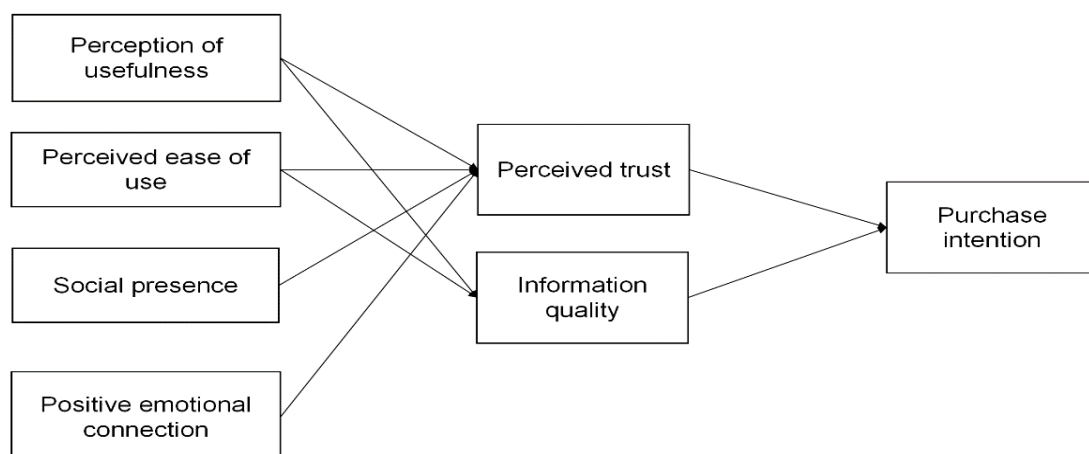 Perception of
usefulness
Perceived ease of
use
Social presence
Positive emotional
connection
Perceived trust
Information
quality
Purchase
intention